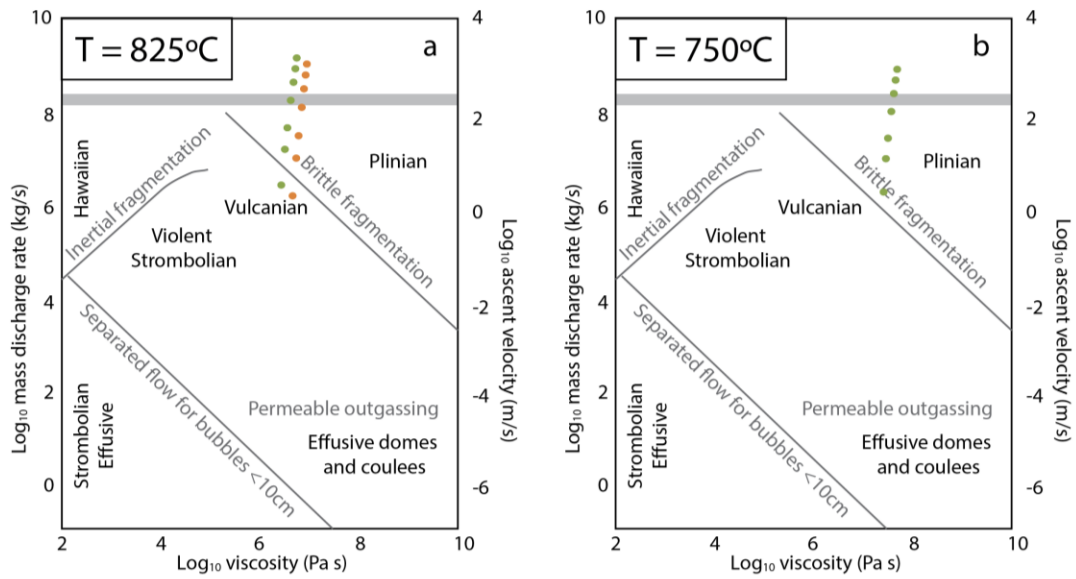 T = 825ºC
a
10
8
6
4
2
0
Log₁₀ mass discharge rate (kg/s)
4
2
0
-2
-4
-6
Log₁₀ ascent velocity (m/s)
Hawaiian
Inertial fragmentation
Plinian
Brittle fragmentation
Vulcanian
Violent
Strombolian
Separated flow for bubbles <10cm
Permeable outgassing
Strombolian
Effusive
Effusive domes
and coulees
2
4
6
8
10
Log₁₀ viscosity (Pa s)
T = 750ºC
b
10
8
6
4
2
0
Log₁₀ mass discharge rate (kg/s)
4
2
0
-2
-4
-6
Log₁₀ ascent velocity (m/s)
Hawaiian
Inertial fragmentation
Plinian
Brittle fragmentation
Vulcanian
Violent
Strombolian
Separated flow for bubbles <10cm
Permeable outgassing
Strombolian
Effusive
Effusive domes
and coulees
2
4
6
8
10
Log₁₀ viscosity (Pa s)